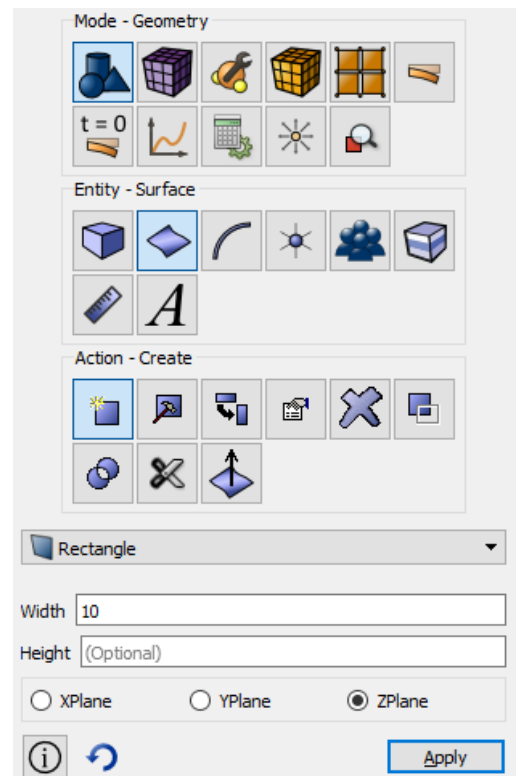 Mode - Geometry
t = 0
Entity - Surface
A
Action - Create
Rectangle
Width 10
Height (Optional)
XPlane YPlane ZPlane
i Apply